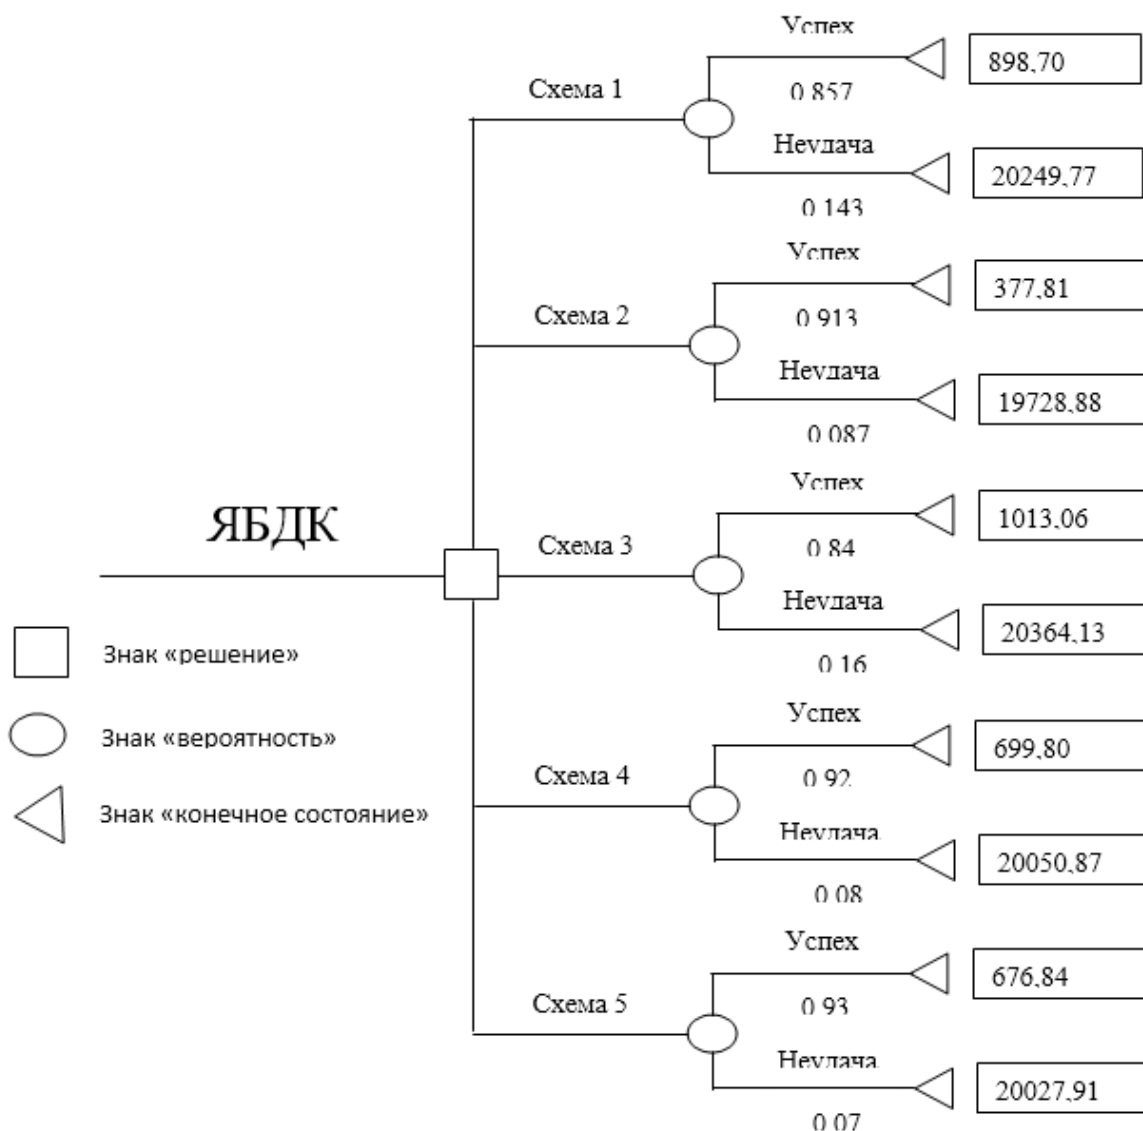 Успех
898,70
Схема 1
0.857
Неудача
20249,77
0.143
Успех
377,81
Схема 2
0.913
Неудача
19728,88
0.087
Успех
1013,06
ЯБДК
Схема 3
0.84
Неудача
20364,13
Знак «решение»
0.16
Успех
699,80
Знак «вероятность»
Схема 4
0.92
Знак «конечное состояние»
Неудача
20050,87
0.08
Успех
676,84
Схема 5
0.93
Неудача
20027,91
0.07